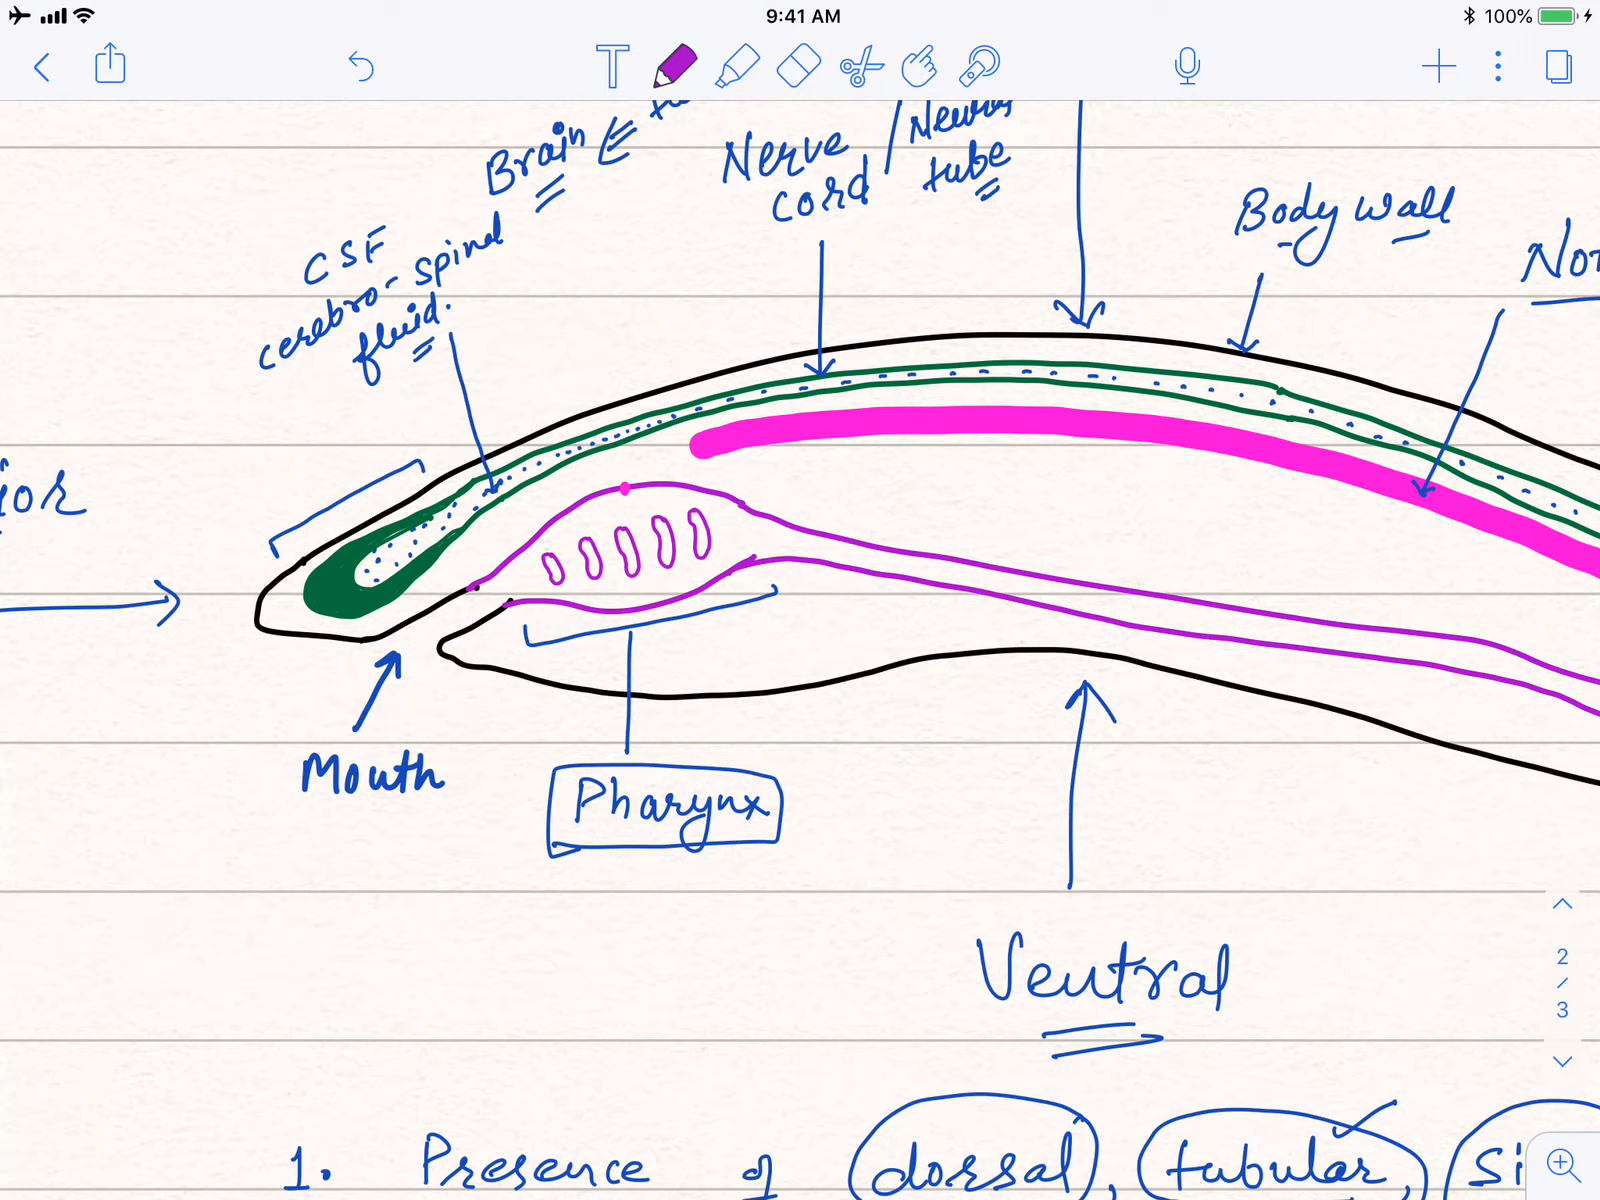 9:41 AM
100%
T
Brain
Nerve
cord /
tube
CSF
cerebro-spinal
fluid.
Body wall
Mouth
Pharynx
Ventral
2
/
3
1. Presence of dorsal, tubular,